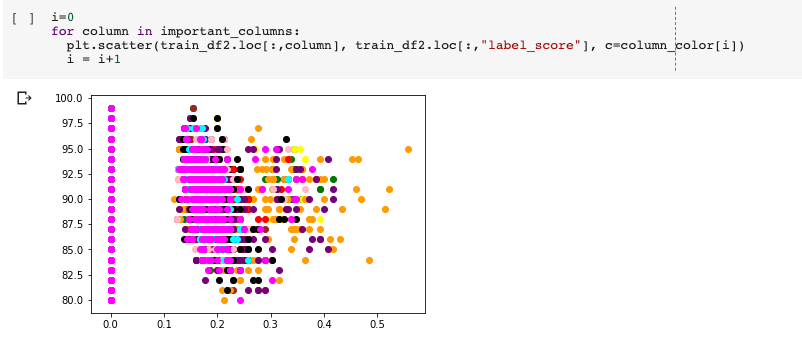 [ ] i=0
for column in important_columns:
plt.scatter(train_df2.loc[:,column], train_df2.loc[:,"label_score"], c=column_color[i])
i = i+1
100.0
97.5
95.0
92.5
90.0
87.5
85.0
82.5
80.0
0.0 0.1 0.2 0.3 0.4 0.5